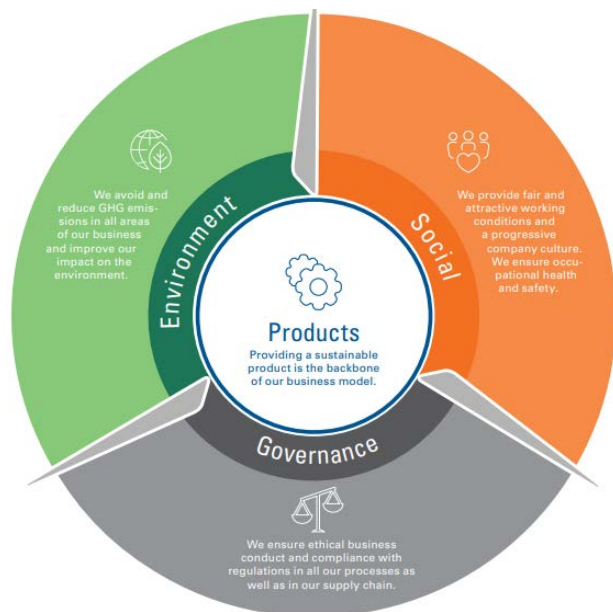 We avoid and
reduce GHG emis-
sions in all areas
of our business
and improve our
impact on the
environment.
Environment
We provide fair and
attractive working
conditions and
a progressive
company culture.
We ensure occu-
pational health
and safety.
Social
Products
Providing a sustainable
product is the backbone
of our business model.
Governance
We ensure ethical business
conduct and compliance with
regulations in all our processes as
well as in our supply chain.